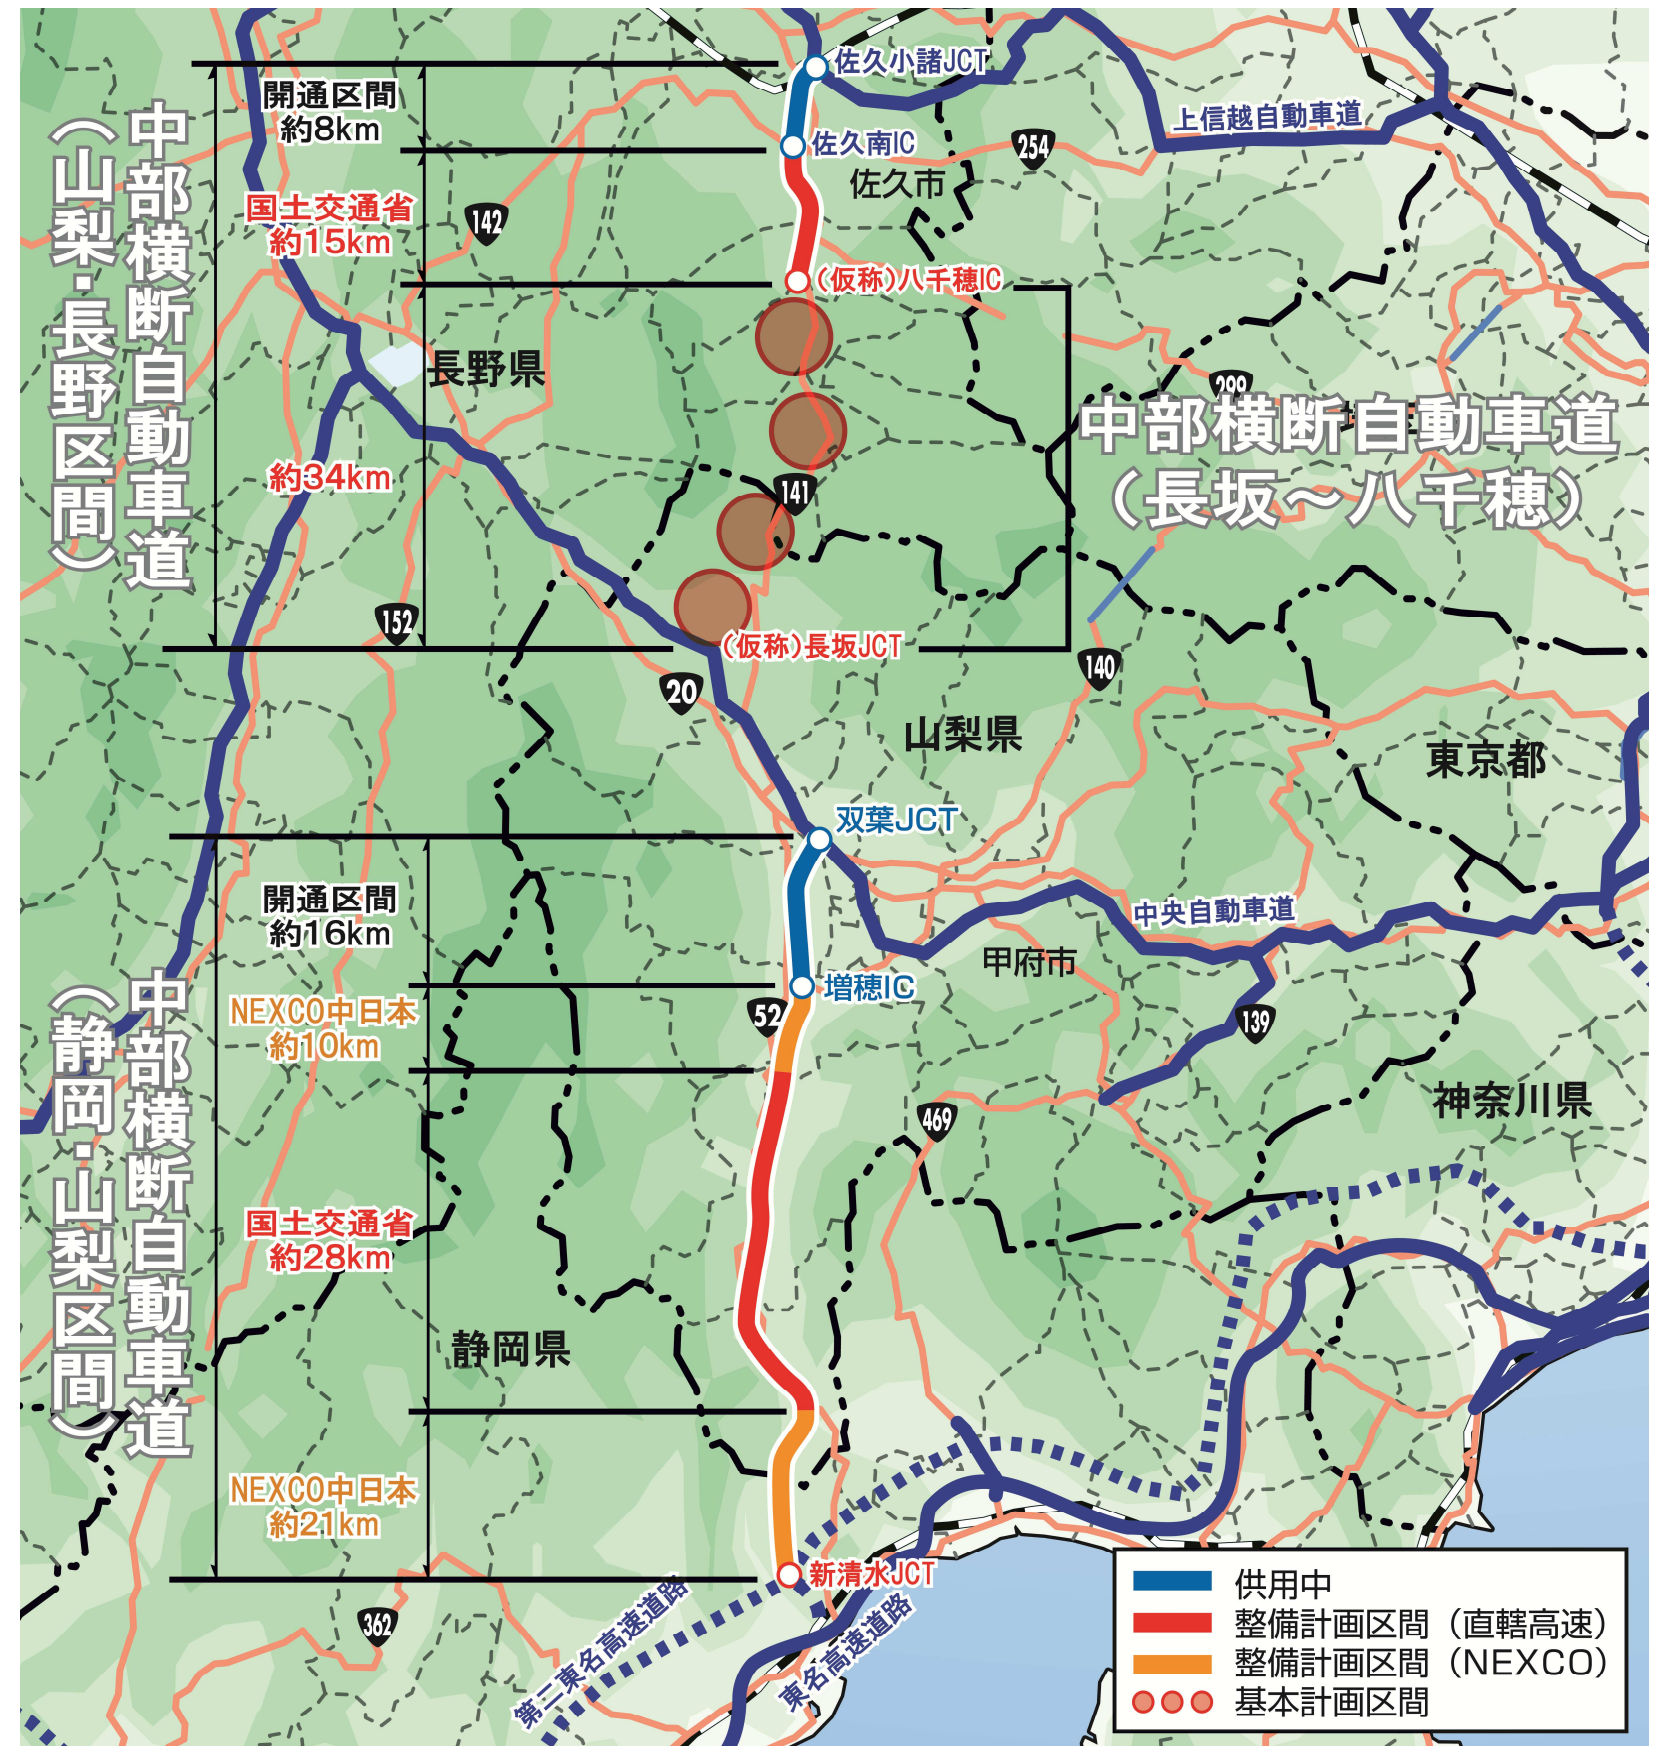 佐久小諸JCT
開通区間
約8km
上信越自動車道
佐久南IC
254
佐久市
国土交通省
約15km
142
(仮称)八千穂IC
中部横断自動車道
（山梨・長野区間）
長野県
299
中部横断自動車道
（長坂～八千穂）
約34km
141
152
(仮称)長坂JCT
140
20
山梨県
東京都
双葉JCT
開通区間
約16km
中央自動車道
甲府市
増穂IC
NEXCO中日本
約10km
52
139
中部横断自動車道
（静岡・山梨区間）
神奈川県
469
国土交通省
約28km
静岡県
NEXCO中日本
約21km
新清水JCT
362
第二東名高速道路
東名高速道路
供用中
整備計画区間（直轄高速）
整備計画区間（NEXCO）
基本計画区間